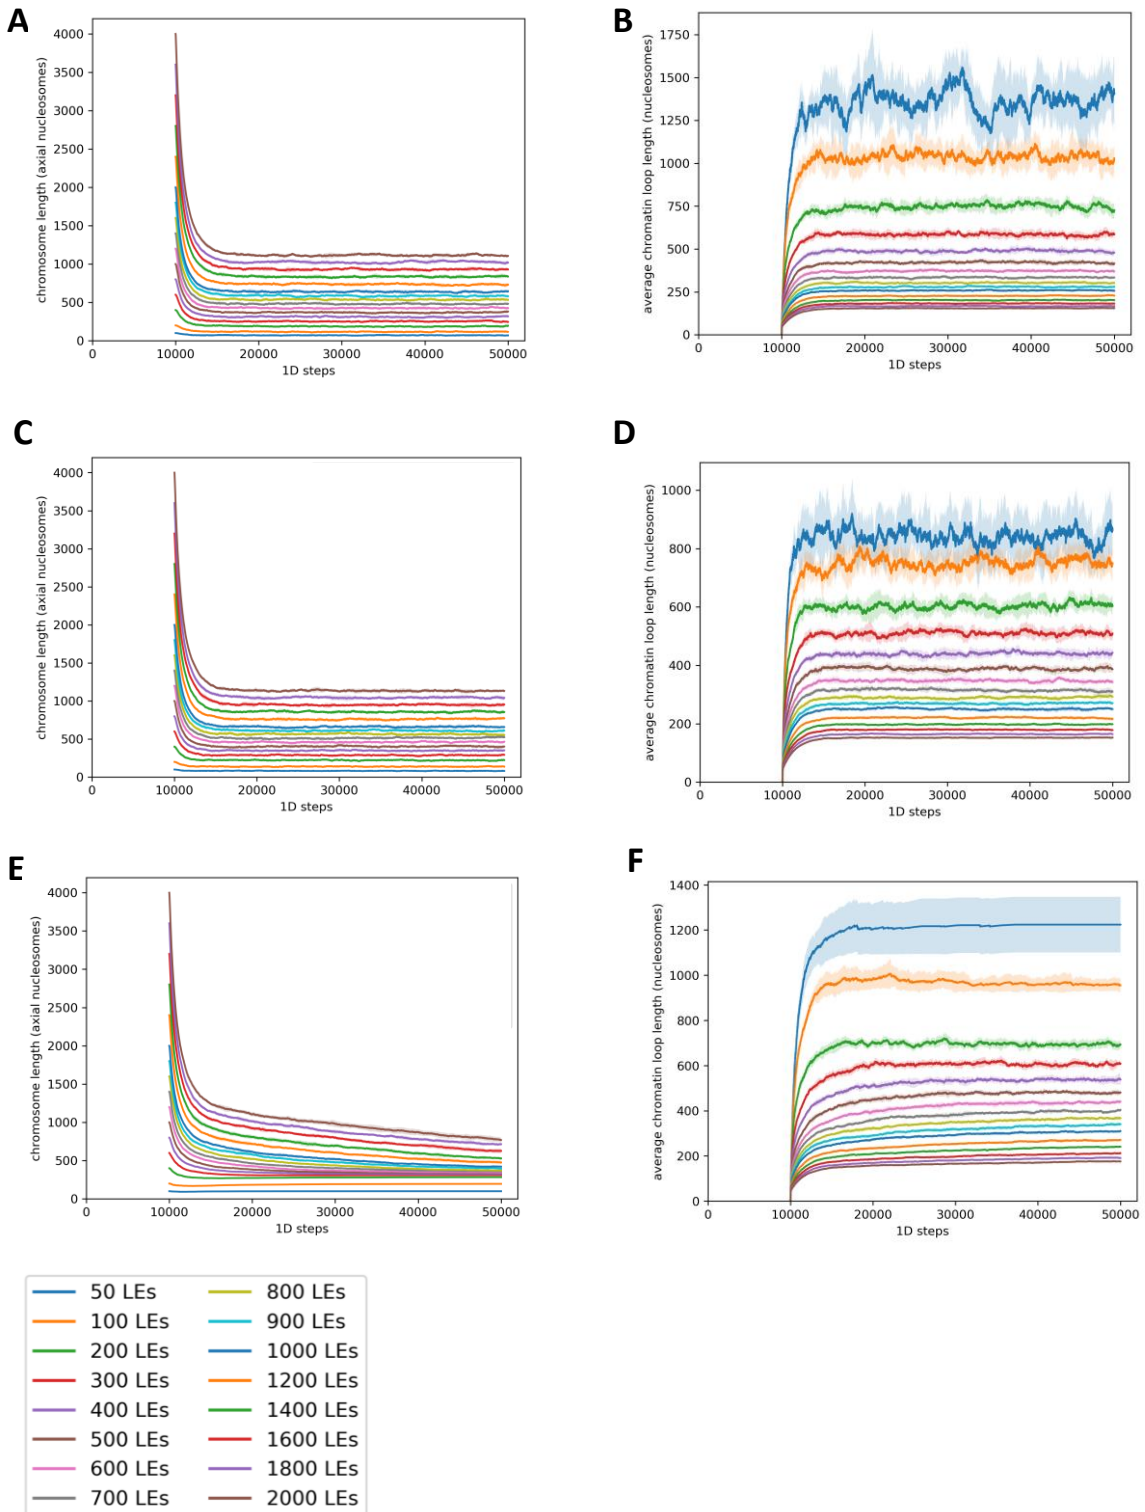 A
chromosome length (axial nucleosomes)
4000
3500
3000
2500
2000
1500
1000
500
0
0 10000 20000 30000 40000 50000
1D steps
B
average chromatin loop length (nucleosomes)
1750
1500
1250
1000
750
500
250
0
0 10000 20000 30000 40000 50000
1D steps
C
chromosome length (axial nucleosomes)
4000
3500
3000
2500
2000
1500
1000
500
0
0 10000 20000 30000 40000 50000
1D steps
D
average chromatin loop length (nucleosomes)
1000
800
600
400
200
0
0 10000 20000 30000 40000 50000
1D steps
E
chromosome length (axial nucleosomes)
4000
3500
3000
2500
2000
1500
1000
500
0
0 10000 20000 30000 40000 50000
1D steps
F
average chromatin loop length (nucleosomes)
1400
1200
1000
800
600
400
200
0
0 10000 20000 30000 40000 50000
1D steps
50 LEs
100 LEs
200 LEs
300 LEs
400 LEs
500 LEs
600 LEs
700 LEs
800 LEs
900 LEs
1000 LEs
1200 LEs
1400 LEs
1600 LEs
1800 LEs
2000 LEs